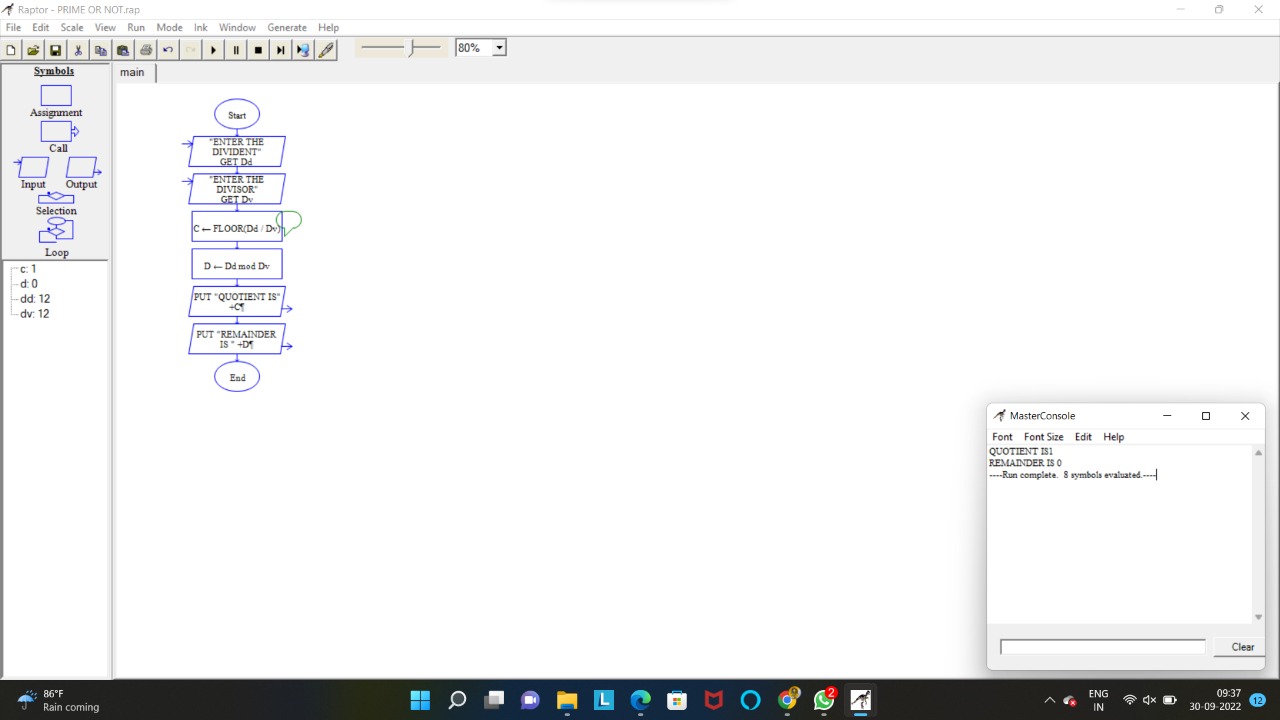 Raptor - PRIME OR NOT.rap
File Edit Scale View Run Mode Ink Window Generate Help
80%
Symbols
main
Assignment
Call
Input Output
Selection
Loop
c: 1
d: 0
dd: 12
dv: 12
Start
"ENTER THE
DIVIDENT"
GET Dd
"ENTER THE
DIVISOR"
GET Dv
C ← FLOOR(Dd / Dv)
D ← Dd mod Dv
PUT "QUOTIENT IS"
+C¶
PUT "REMAINDER
IS " +D¶
End
MasterConsole
Font Font Size Edit Help
QUOTIENT IS1
REMAINDER IS 0
----Run complete. 8 symbols evaluated.----
Clear
86°F
Rain coming
L
2
ENG
IN
09:37
30-09-2022
12